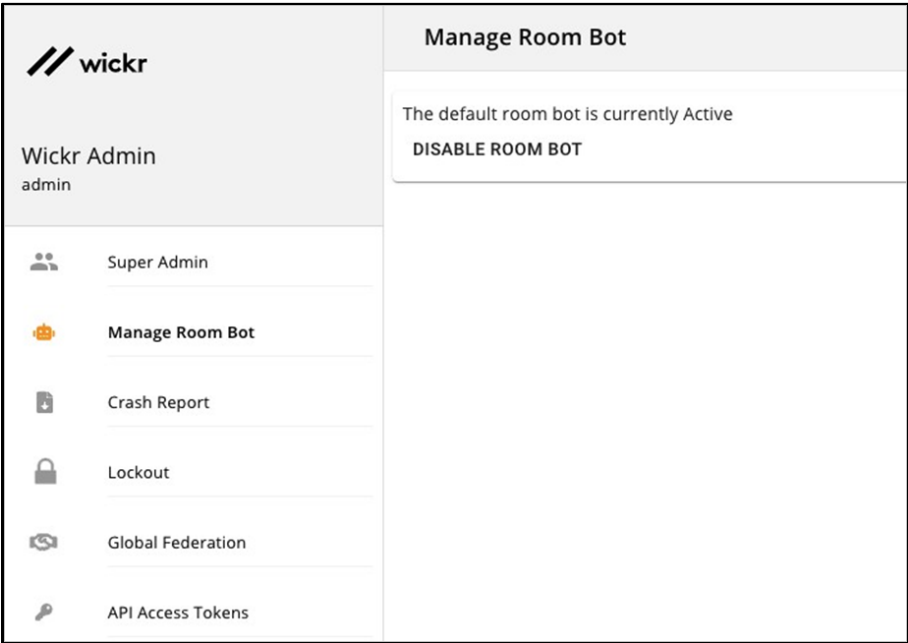 wickr
Wickr Admin
admin
Super Admin
Manage Room Bot
Crash Report
Lockout
Global Federation
API Access Tokens
Manage Room Bot
The default room bot is currently Active
DISABLE ROOM BOT